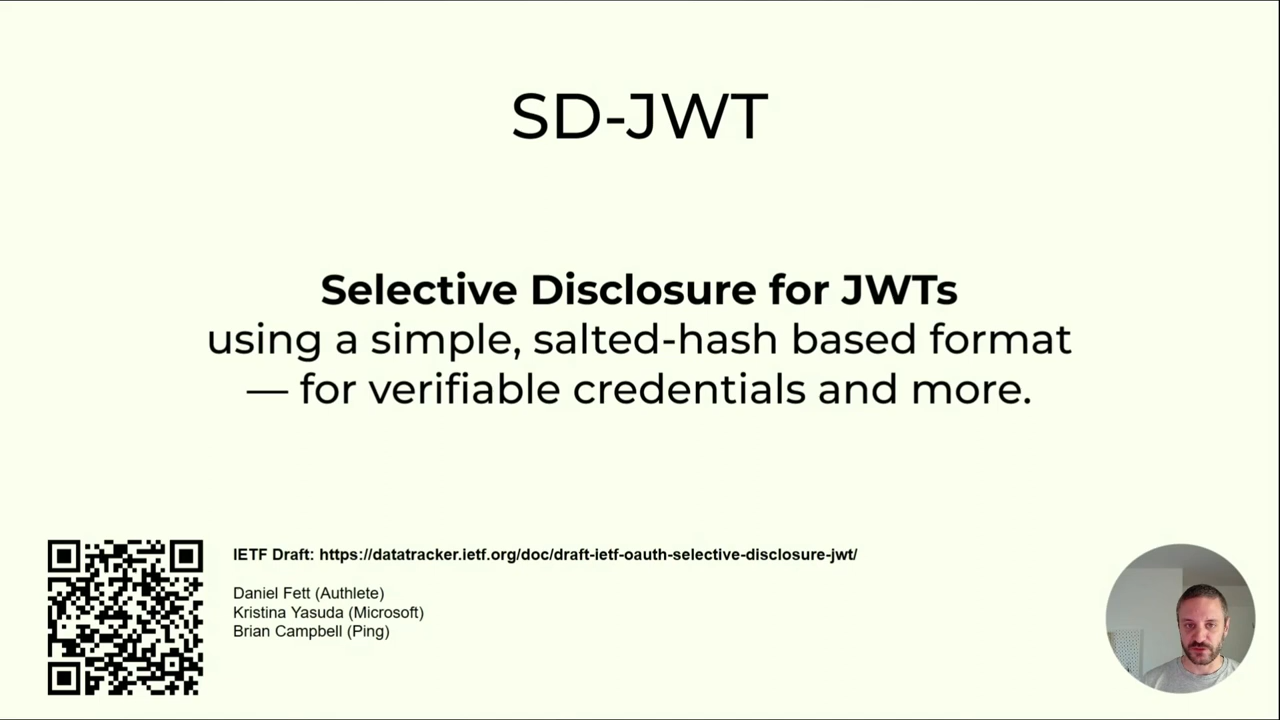 SD-JWT
Selective Disclosure for JWTs
using a simple, salted-hash based format
— for verifiable credentials and more.
IETF Draft: https://datatracker.ietf.org/doc/draft-ietf-oauth-selective-disclosure-jwt/
Daniel Fett (Authlete)
Kristina Yasuda (Microsoft)
Brian Campbell (Ping)